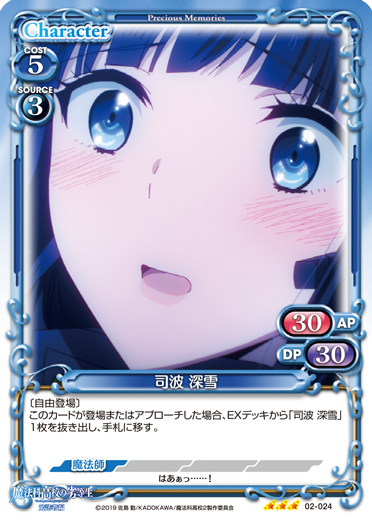 Precious Memories
Character
COST
5
SOURCE
3
30 AP
DP 30
司波 深雪
〔自由登場〕
このカードが登場またはアプローチした場合、EXデッキから「司波 深雪」
1枚を抜き出し、手札に移す。
魔法師
はあぁっ……！
魔法科高校の劣等生
©2019 佐島 勤/KADOKAWA/魔法科高校2製作委員会
02-024